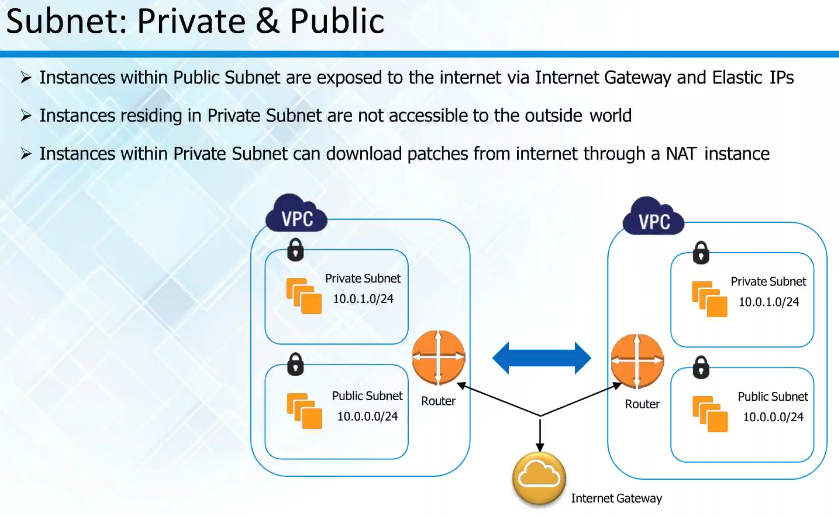 Subnet: Private & Public
➢ Instances within Public Subnet are exposed to the internet via Internet Gateway and Elastic IPs
➢ Instances residing in Private Subnet are not accessible to the outside world
➢ Instances within Private Subnet can download patches from internet through a NAT instance
VPC
Private Subnet
10.0.1.0/24
Public Subnet
10.0.0.0/24
Router
VPC
Private Subnet
10.0.1.0/24
Public Subnet
10.0.0.0/24
Router
Internet Gateway